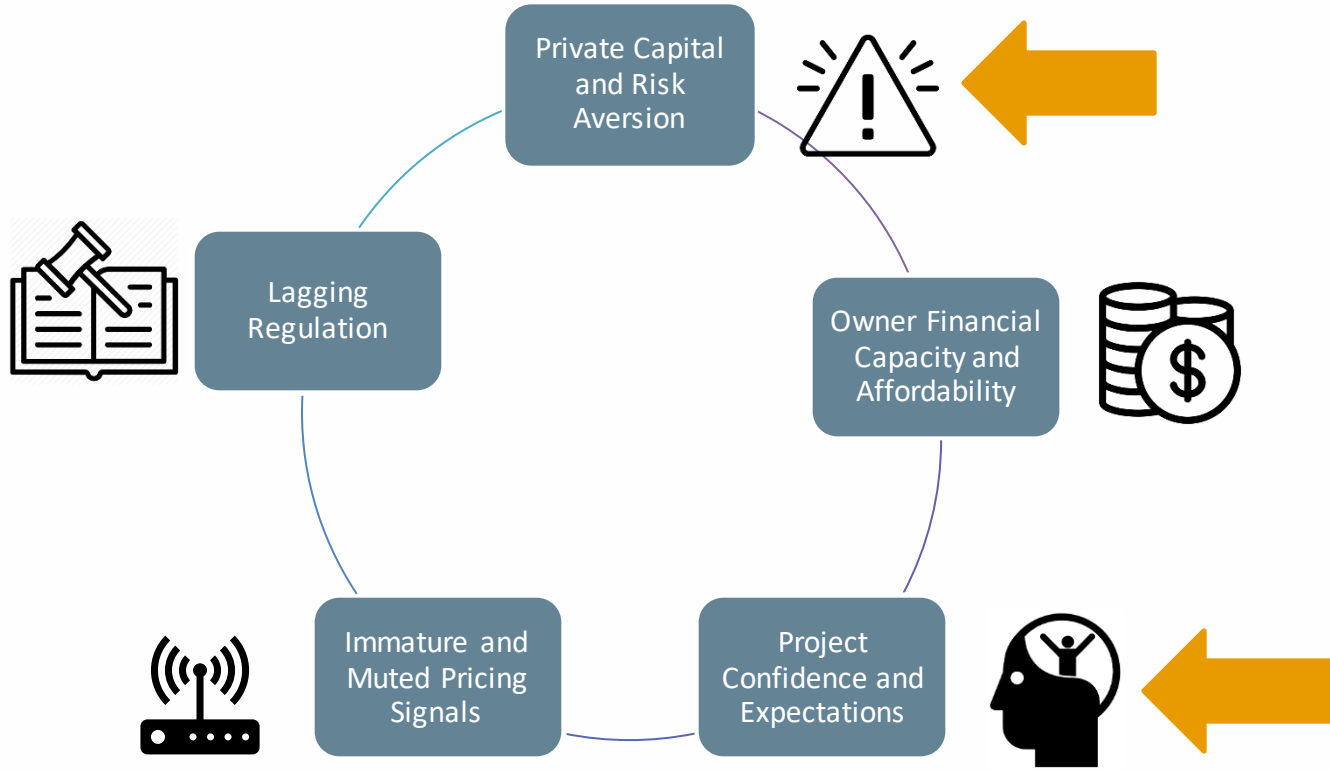 Private Capital
and Risk
Aversion
Owner Financial
Capacity and
Affordability
Project
Confidence and
Expectations
Immature and
Muted Pricing
Signals
Lagging
Regulation
$